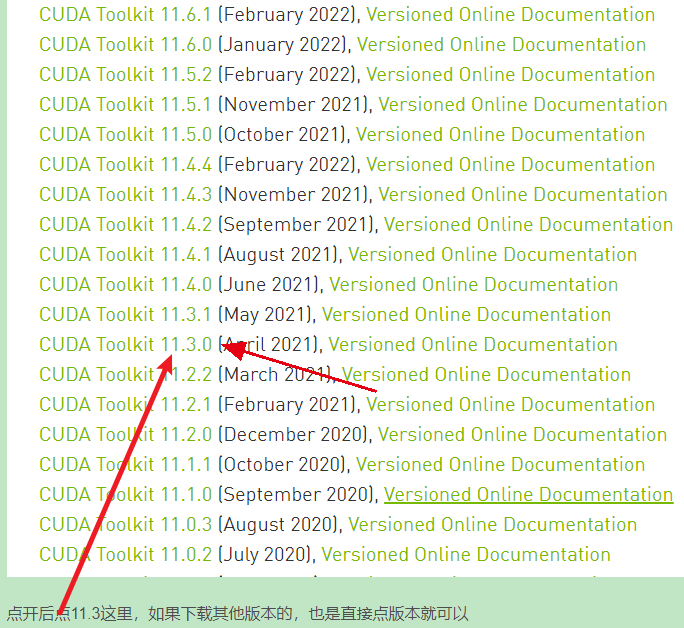 CUDA Toolkit 11.6.1 (February 2022), Versioned Online Documentation
CUDA Toolkit 11.6.0 (January 2022), Versioned Online Documentation
CUDA Toolkit 11.5.2 (February 2022), Versioned Online Documentation
CUDA Toolkit 11.5.1 (November 2021), Versioned Online Documentation
CUDA Toolkit 11.5.0 (October 2021), Versioned Online Documentation
CUDA Toolkit 11.4.4 (February 2022), Versioned Online Documentation
CUDA Toolkit 11.4.3 (November 2021), Versioned Online Documentation
CUDA Toolkit 11.4.2 (September 2021), Versioned Online Documentation
CUDA Toolkit 11.4.1 (August 2021), Versioned Online Documentation
CUDA Toolkit 11.4.0 (June 2021), Versioned Online Documentation
CUDA Toolkit 11.3.1 (May 2021), Versioned Online Documentation
CUDA Toolkit 11.3.0 (April 2021), Versioned Online Documentation
CUDA Toolkit 11.2.2 (March 2021), Versioned Online Documentation
CUDA Toolkit 11.2.1 (February 2021), Versioned Online Documentation
CUDA Toolkit 11.2.0 (December 2020), Versioned Online Documentation
CUDA Toolkit 11.1.1 (October 2020), Versioned Online Documentation
CUDA Toolkit 11.1.0 (September 2020), Versioned Online Documentation
CUDA Toolkit 11.0.3 (August 2020), Versioned Online Documentation
CUDA Toolkit 11.0.2 (July 2020), Versioned Online Documentation
点开后点11.3这里，如果下载其他版本的，也是直接点版本就可以